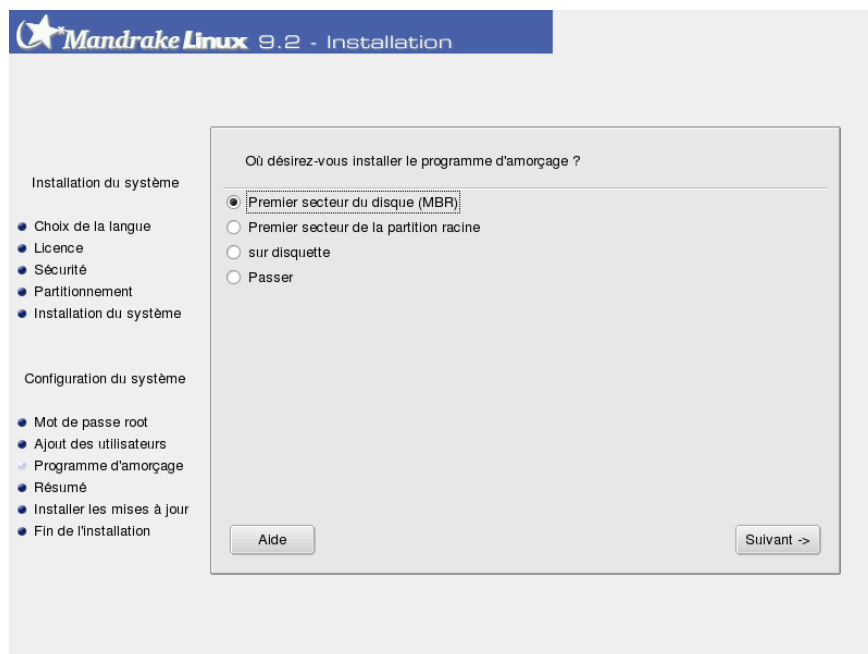 Mandrake Linux 9.2 - Installation
Installation du système
Choix de la langue
Licence
Sécurité
Partitionnement
Installation du système
Configuration du système
Mot de passe root
Ajout des utilisateurs
Programme d'amorçage
Résumé
Installer les mises à jour
Fin de l'installation
Où désirez-vous installer le programme d'amorçage ?
Premier secteur du disque (MBR)
Premier secteur de la partition racine
sur disquette
Passer
Aide
Suivant ->